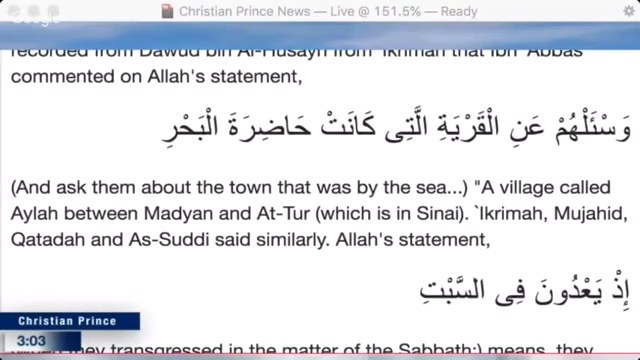 Christian Prince News — Live @ 151.5% — Ready
recorded from Dawud bin Al-Husayn from `Ikrimah that Ibn `Abbas
commented on Allah's statement,
وَسْئَلْهُمْ عَنِ الْقَرْيَةِ الَّتِى كَانَتْ حَاضِرَةَ الْبَحْرِ
(And ask them about the town that was by the sea...) "A village called
Aylah between Madyan and At-Tur (which is in Sinai). `Ikrimah, Mujahid,
Qatadah and As-Suddi said similarly. Allah's statement,
إِذْ يَعْدُونَ فِى السَّبْتِ
Christian Prince
3:03
they transgressed in the matter of the Sabbath;) means, they